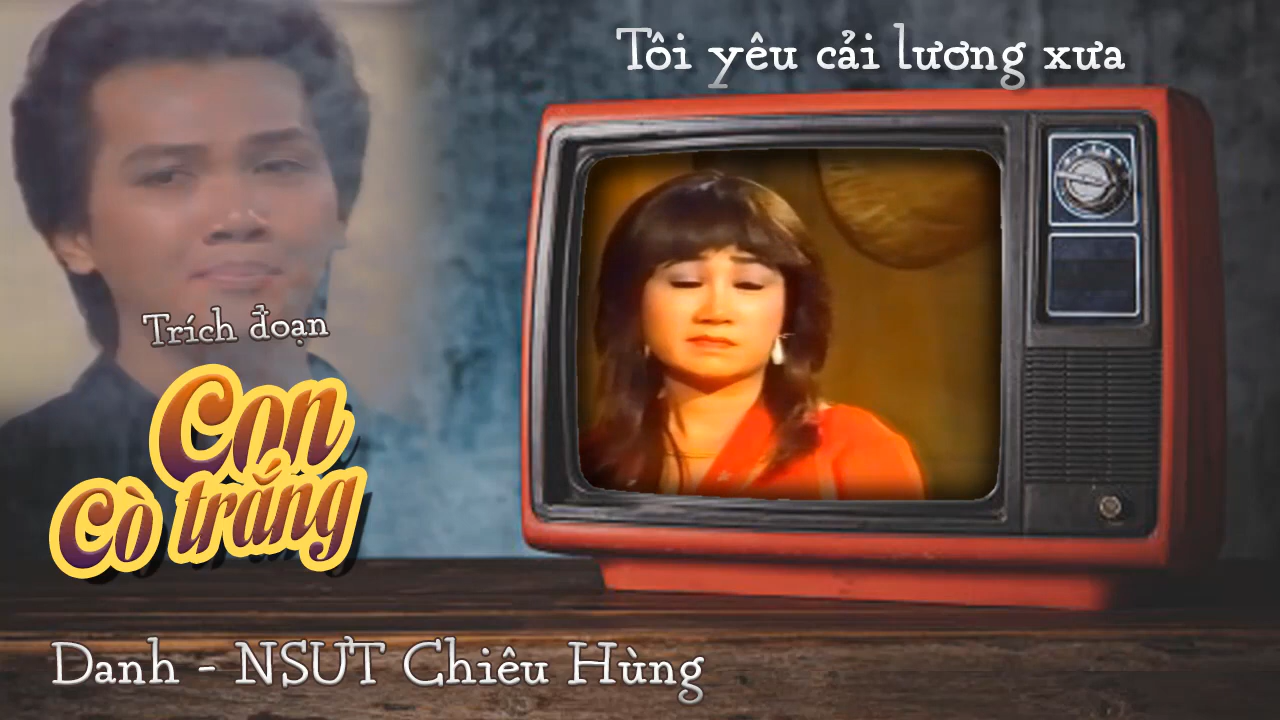 Tôi yêu cải lương xưa
Trích đoạn
Con
Cò trắng
Danh - NSƯT Chiêu Hùng